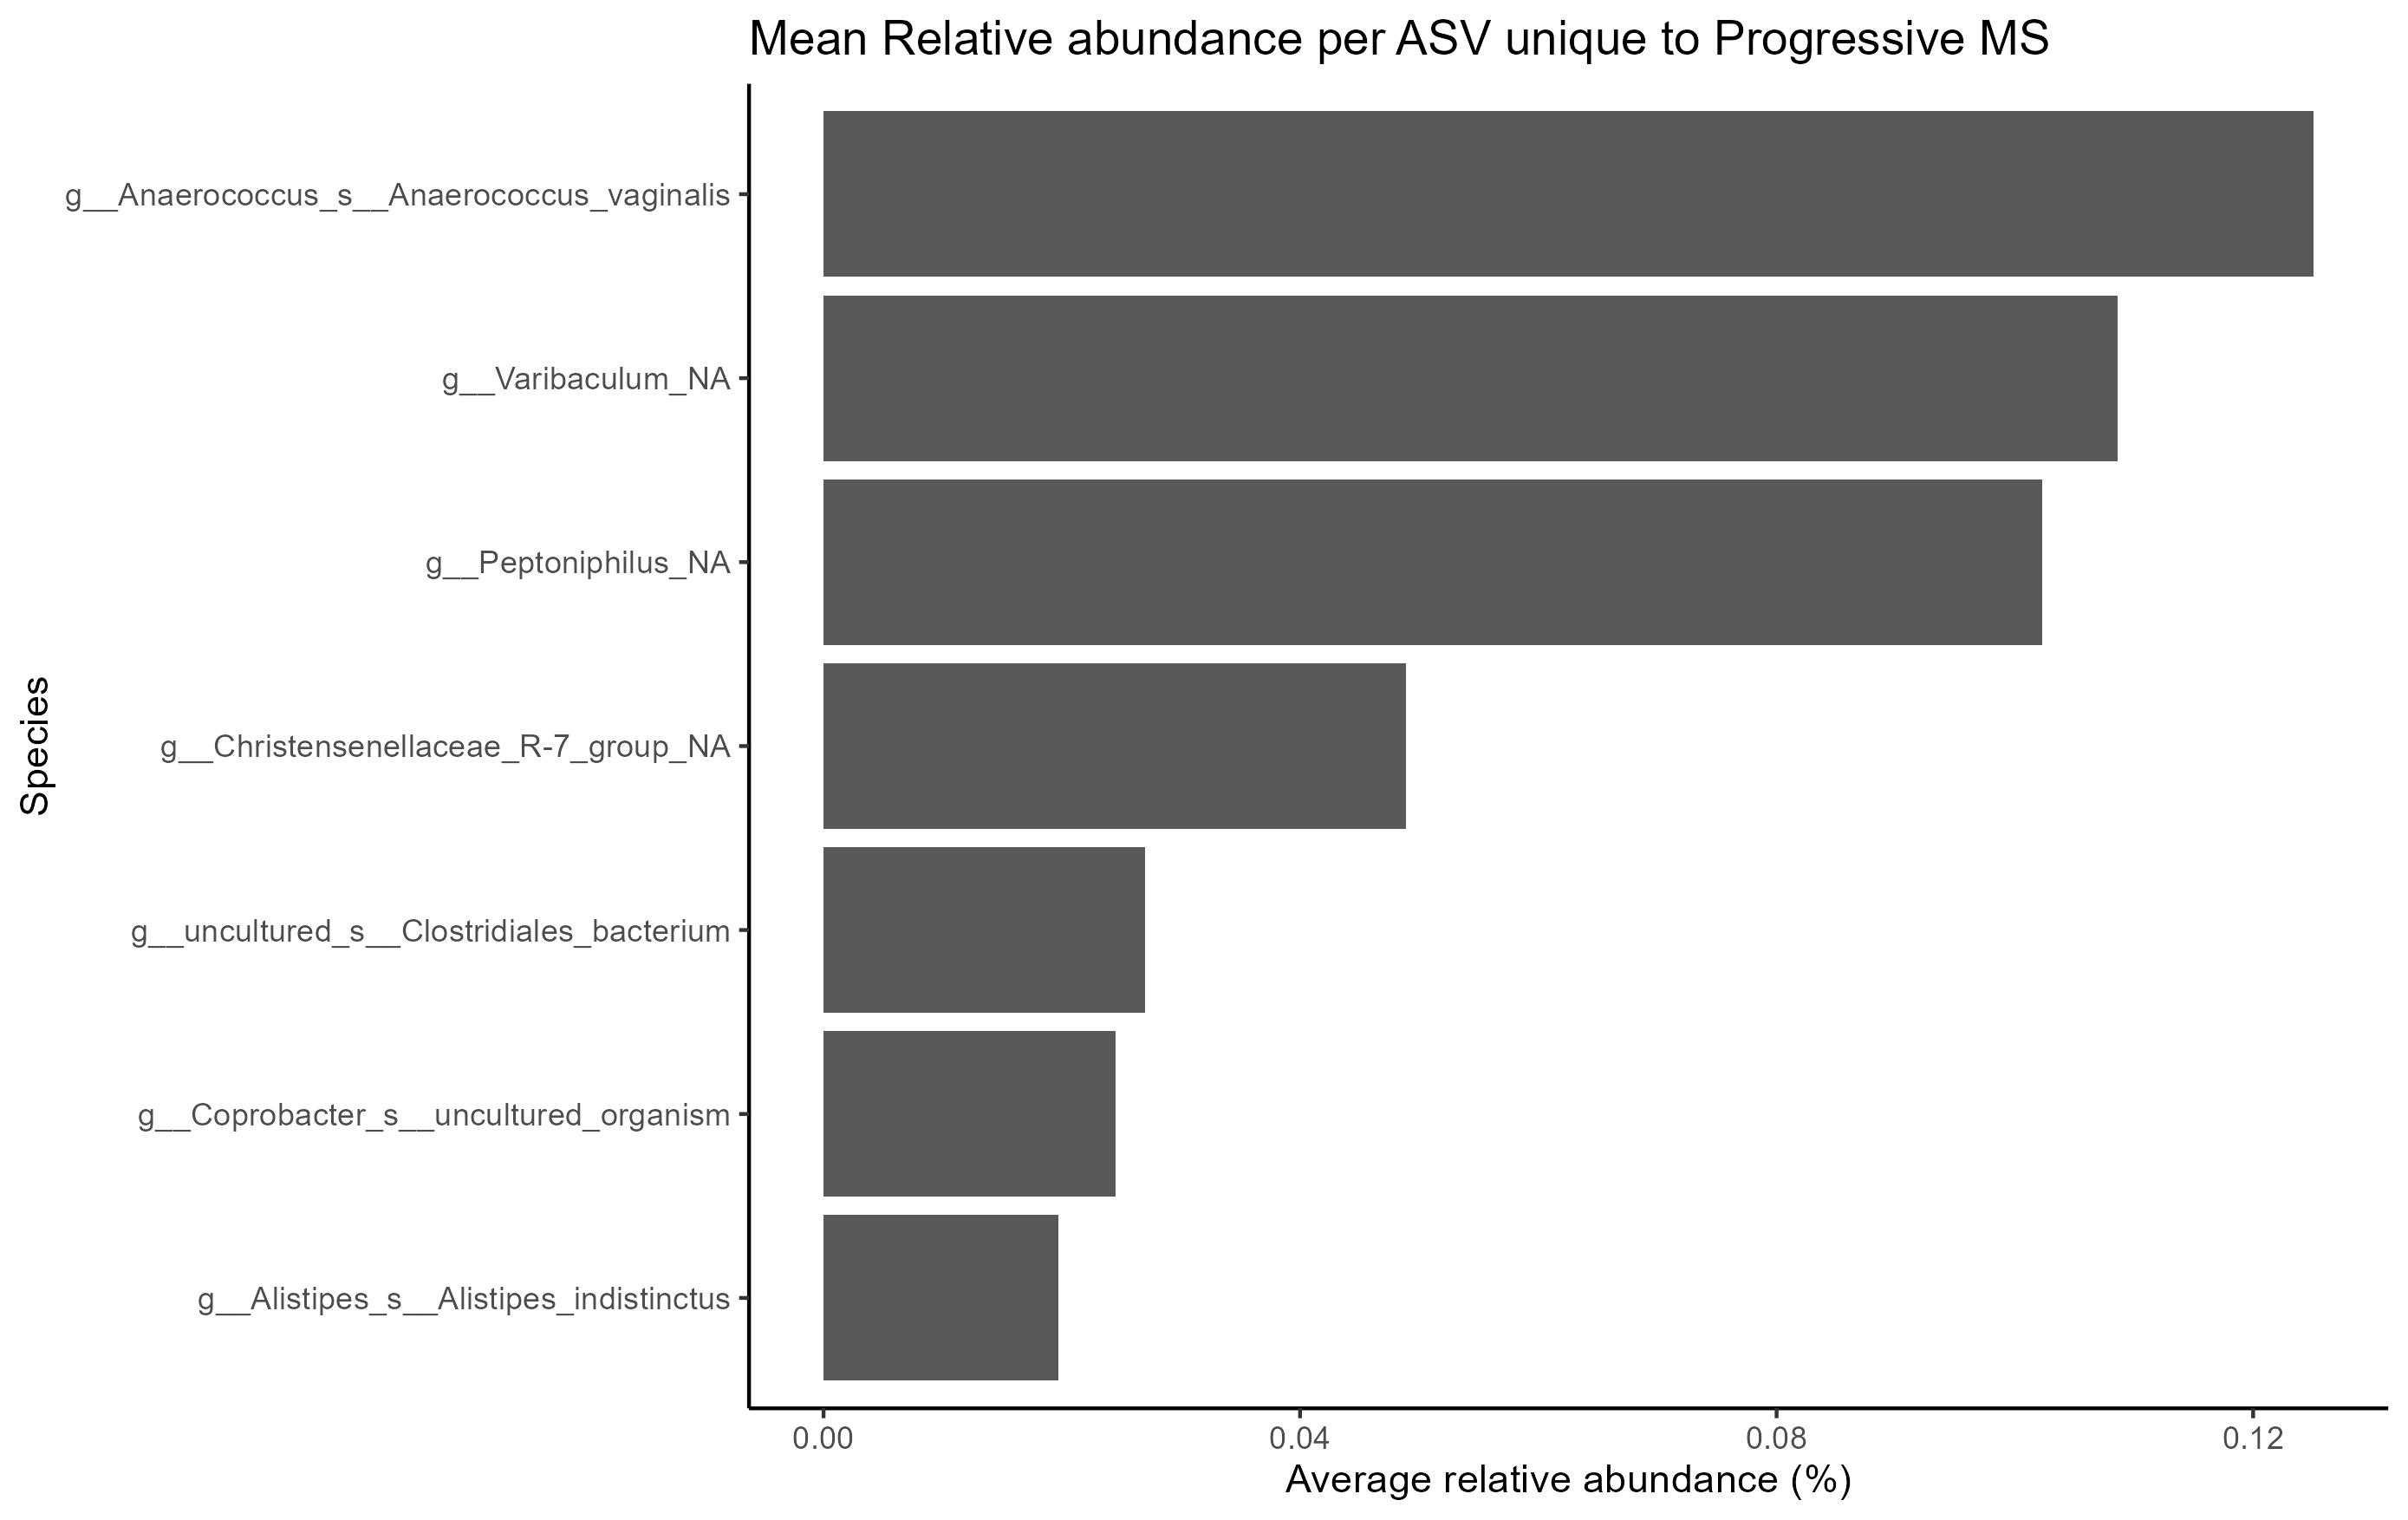 Mean Relative abundance per ASV unique to Progressive MS
Species
g__Anaerococcus_s__Anaerococcus_vaginalis
g__Varibaculum_NA
g__Peptoniphilus_NA
g__Christensenellaceae_R-7_group_NA
g__uncultured_s__Clostridiales_bacterium
g__Coprobacter_s__uncultured_organism
g__Alistipes_s__Alistipes_indistinctus
0.00 0.04 0.08 0.12
Average relative abundance (%)